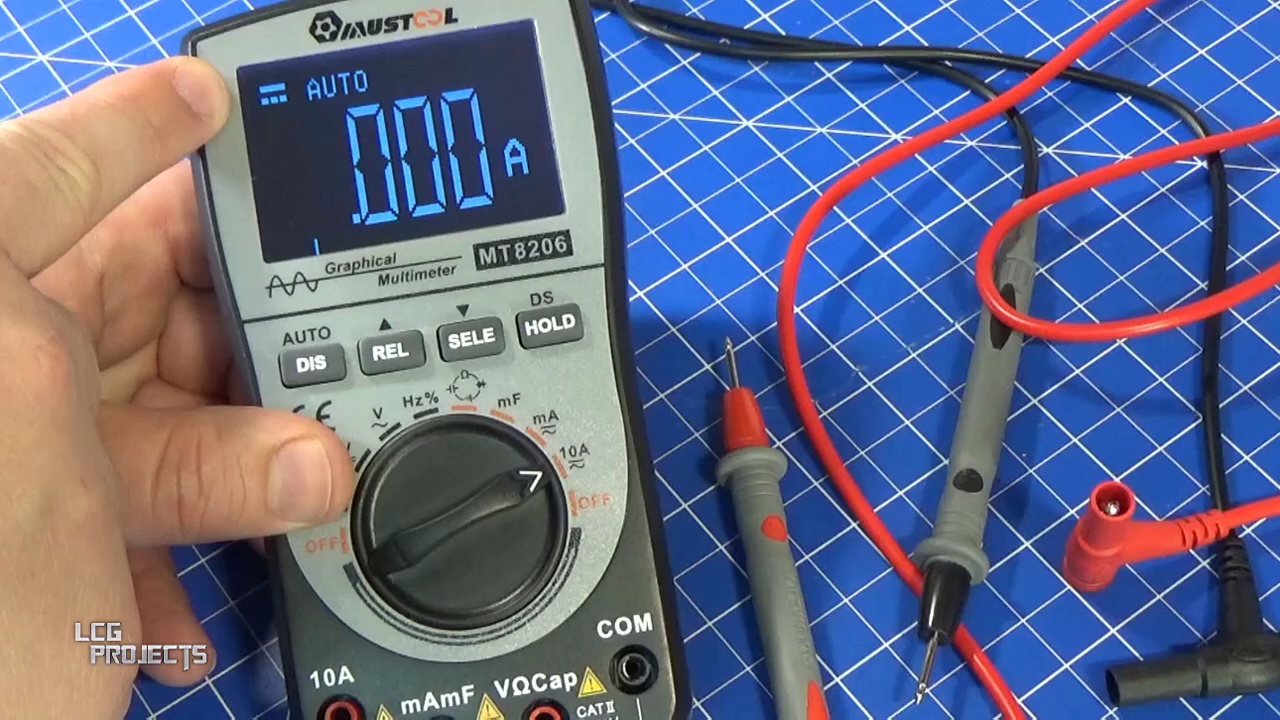 MUSTOOL
AUTO
.000 A
Graphical
Multimeter
MT8206
AUTO
DS
DIS
REL
SELE
HOLD
CE
V
Hz%
mF
mA
10A
OFF
OFF
COM
10A
mAmF
VΩCap
CAT II
LCG
PROJECTS